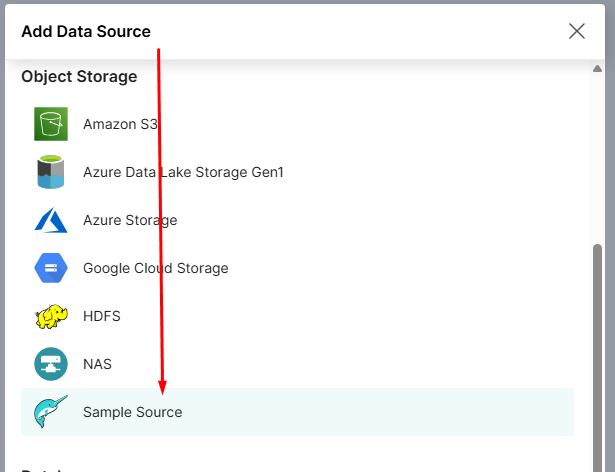 Add Data Source
Object Storage
Amazon S3
Azure Data Lake Storage Gen1
Azure Storage
Google Cloud Storage
HDFS
NAS
Sample Source